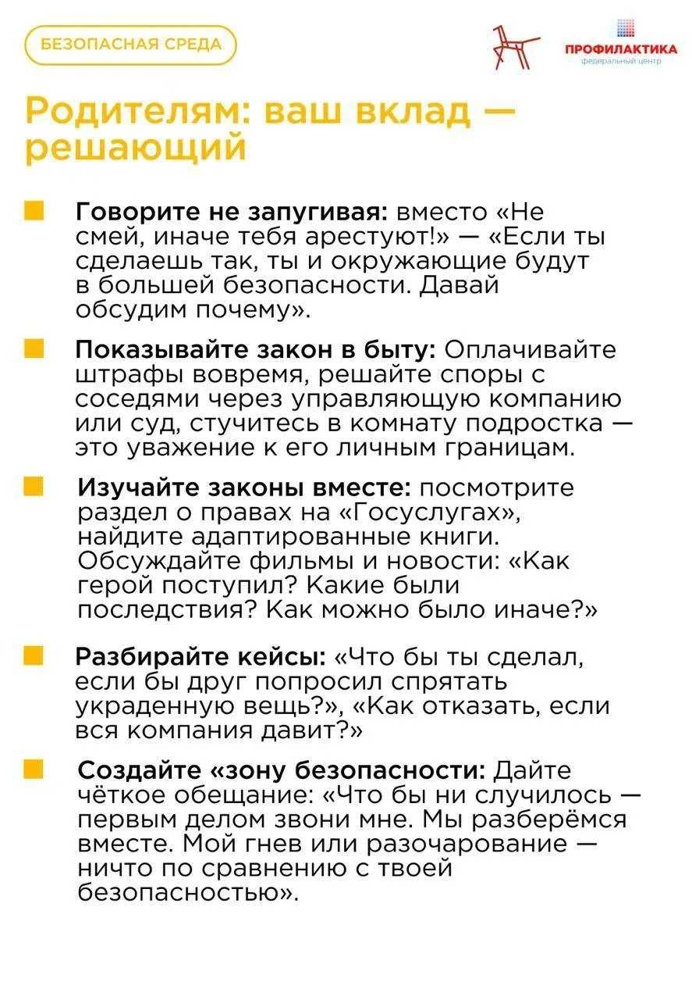 БЕЗОПАСНАЯ СРЕДА
ПРОФИЛАКТИКА
федеральный центр
Родителям: ваш вклад —
решающий
Говорите не запугивая: вместо «Не
смей, иначе тебя арестуют!» — «Если ты
сделаешь так, ты и окружающие будут
в большей безопасности. Давай
обсудим почему».
Показывайте закон в быту: Оплачивайте
штрафы вовремя, решайте споры с
соседями через управляющую компанию
или суд, стучитесь в комнату подростка —
это уважение к его личным границам.
Изучайте законы вместе: посмотрите
раздел о правах на «Госуслугах»,
найдите адаптированные книги.
Обсуждайте фильмы и новости: «Как
герой поступил? Какие были
последствия? Как можно было иначе?»
Разбирайте кейсы: «Что бы ты сделал,
если бы друг попросил спрятать
украденную вещь?», «Как отказать, если
вся компания давит?»
Создайте «зону безопасности: Дайте
чёткое обещание: «Что бы ни случилось —
первым делом звони мне. Мы разберёмся
вместе. Мой гнев или разочарование —
ничто по сравнению с твоей
безопасностью».